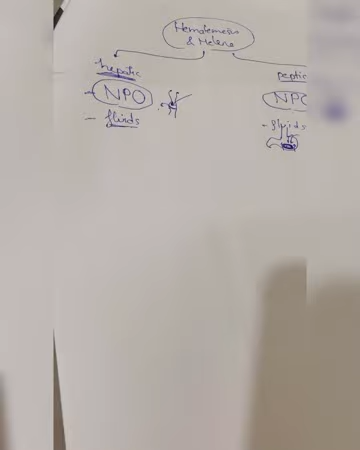 Hematemesis
& Melena
hepatic
peptic
- NPO
NPO
- fluids
- fluids